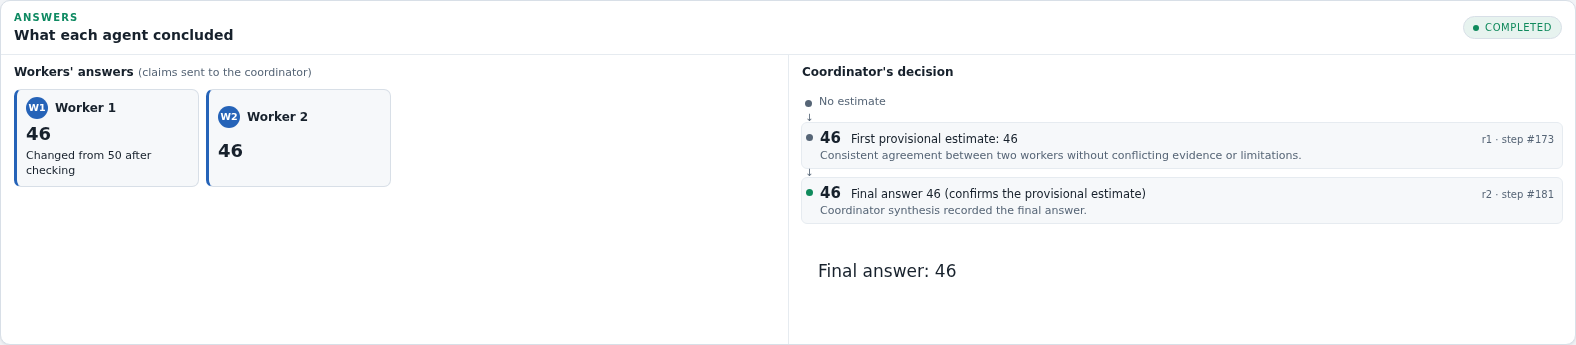 ANSWERS
What each agent concluded
COMPLETED
Workers' answers (claims sent to the coordinator)
W1 Worker 1
46
Changed from 50 after
checking
W2 Worker 2
46
Coordinator's decision
No estimate
↓
46 First provisional estimate: 46 r1 · step #173
Consistent agreement between two workers without conflicting evidence or limitations.
↓
46 Final answer 46 (confirms the provisional estimate) r2 · step #181
Coordinator synthesis recorded the final answer.
Final answer: 46